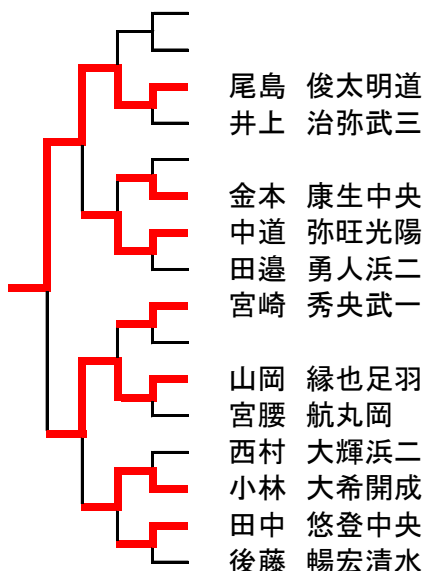 尾島 俊太明道
井上 治弥武三
金本 康生中央
中道 弥旺光陽
田邉 勇人浜二
宮崎 秀央武一
山岡 縁也足羽
宮腰 航丸岡
西村 大輝浜二
小林 大希開成
田中 悠登中央
後藤 暢宏清水